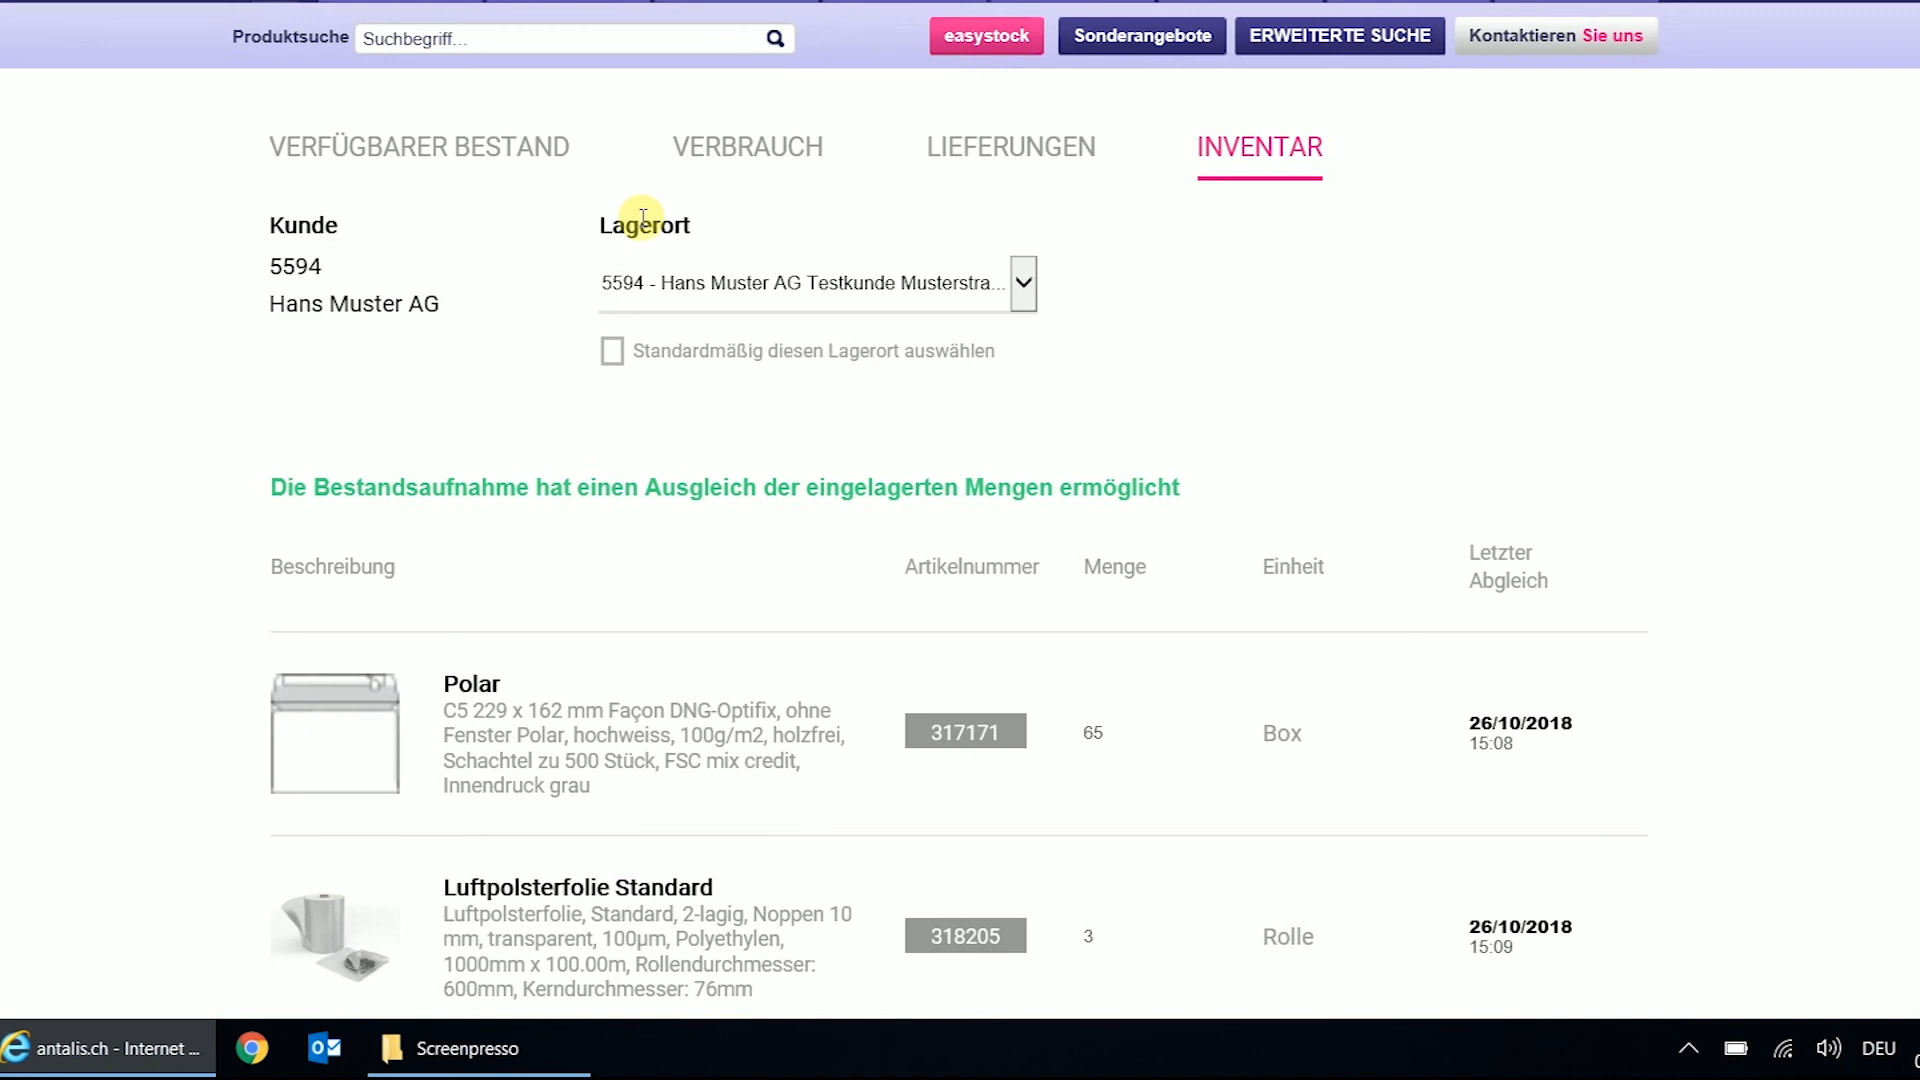 Produktsuche
Suchbegriff...
easystock
Sonderangebote
ERWEITERTE SUCHE
Kontaktieren Sie uns
VERFÜGBARER BESTAND
VERBRAUCH
LIEFERUNGEN
INVENTAR
Kunde
5594
Hans Muster AG
Lagerort
5594 - Hans Muster AG Testkunde Musterstra...
Standardmäßig diesen Lagerort auswählen
Die Bestandsaufnahme hat einen Ausgleich der eingelagerten Mengen ermöglicht
Beschreibung
Artikelnummer
Menge
Einheit
Letzter
Abgleich
Polar
C5 229 x 162 mm Façon DNG-Optifix, ohne
Fenster Polar, hochweiss, 100g/m2, holzfrei,
Schachtel zu 500 Stück, FSC mix credit,
Innendruck grau
317171
65
Box
26/10/2018
15:08
Luftpolsterfolie Standard
Luftpolsterfolie, Standard, 2-lagig, Noppen 10
mm, transparent, 100µm, Polyethylen,
1000mm x 100.00m, Rollendurchmesser:
600mm, Kerndurchmesser: 76mm
318205
3
Rolle
26/10/2018
15:09
antalis.ch - Internet ...
Screenpresso
DEU